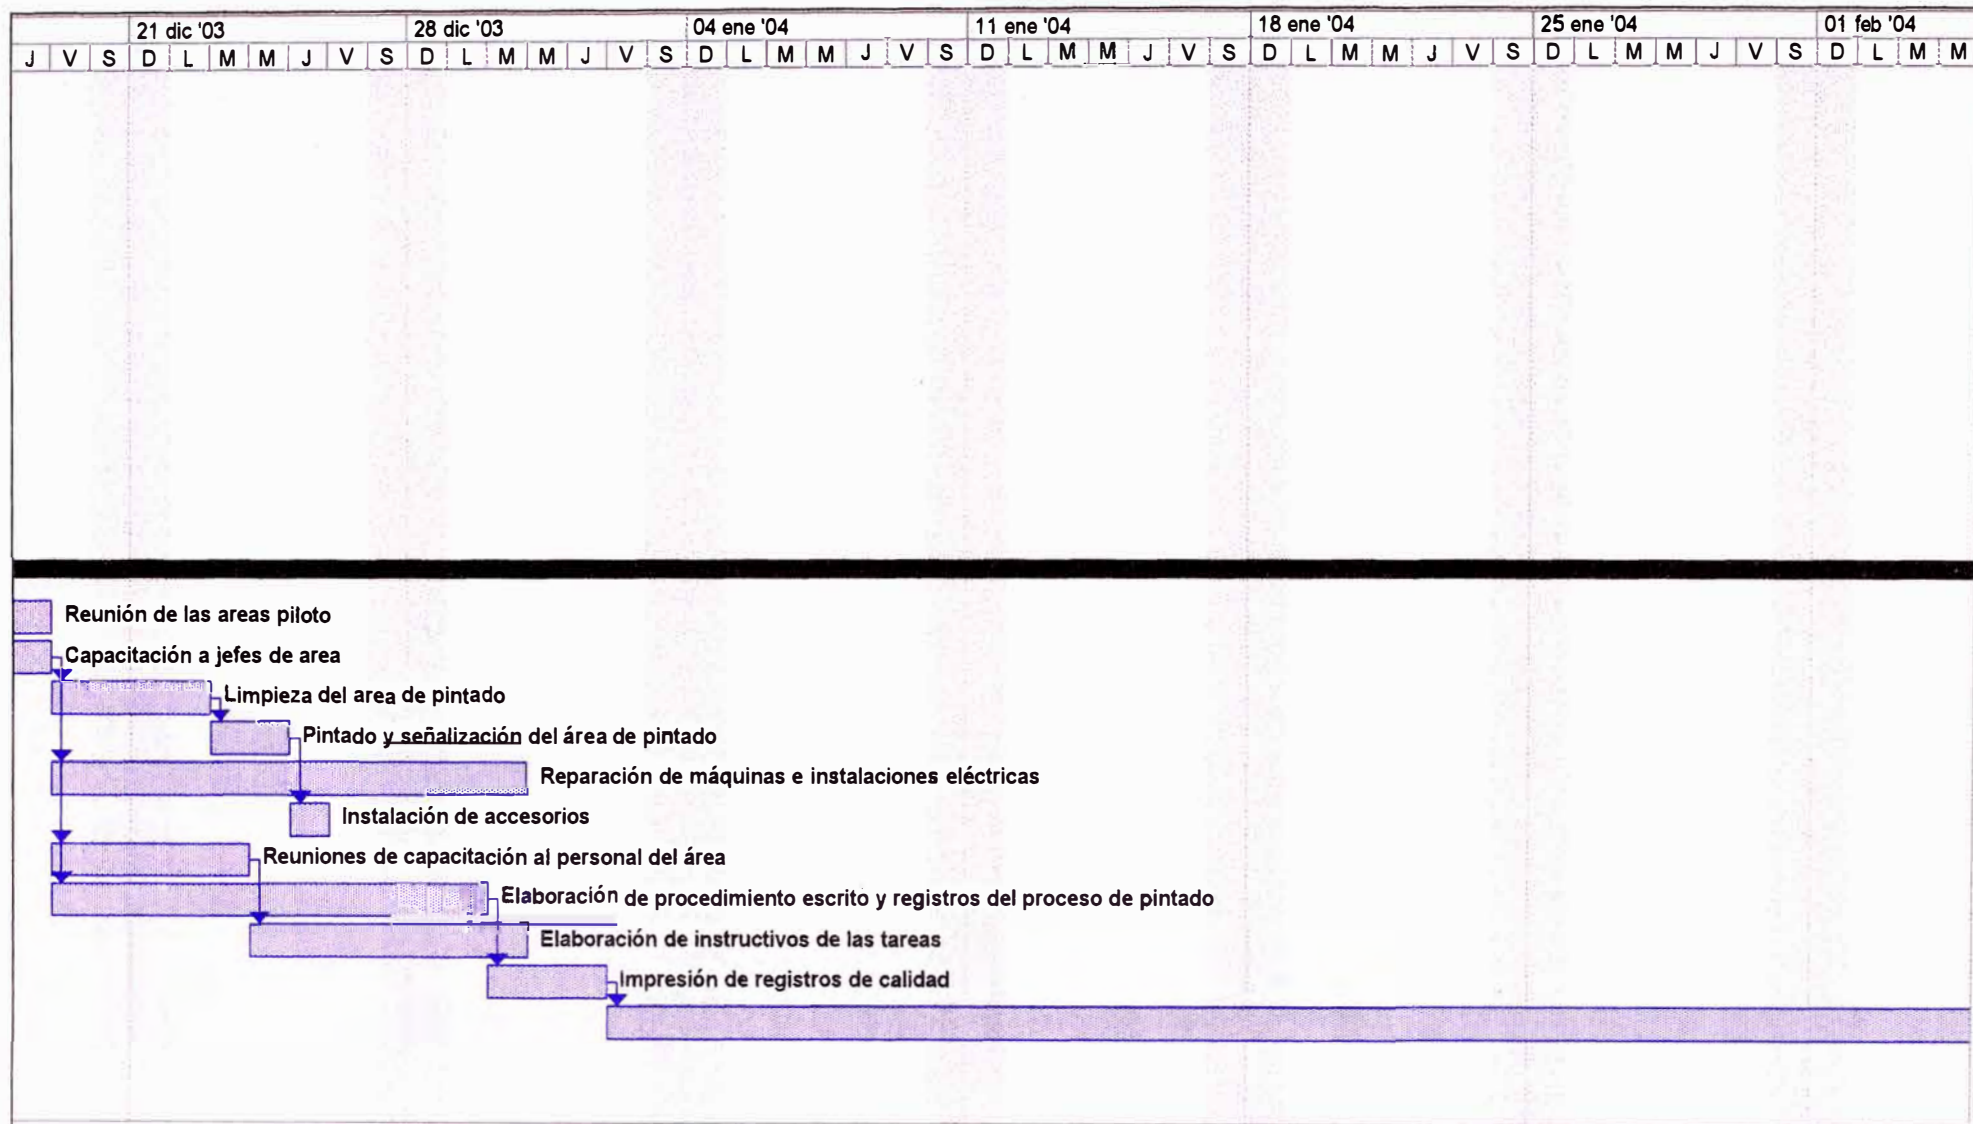 21 dic '03 28 dic '03 04 ene '04 11 ene '04 18 ene '04 25 ene '04 01 feb '04
J V S D L M M J V S D L M M J V S D L M M J V S D L M M J V S D L M M J V S D L M M J V S D L M M
Reunión de las areas piloto
Capacitación a jefes de area
Limpieza del area de pintado
Pintado y señalización del área de pintado
Reparación de máquinas e instalaciones eléctricas
Instalación de accesorios
Reuniones de capacitación al personal del área
Elaboración de procedimiento escrito y registros del proceso de pintado
Elaboración de instructivos de las tareas
Impresión de registros de calidad